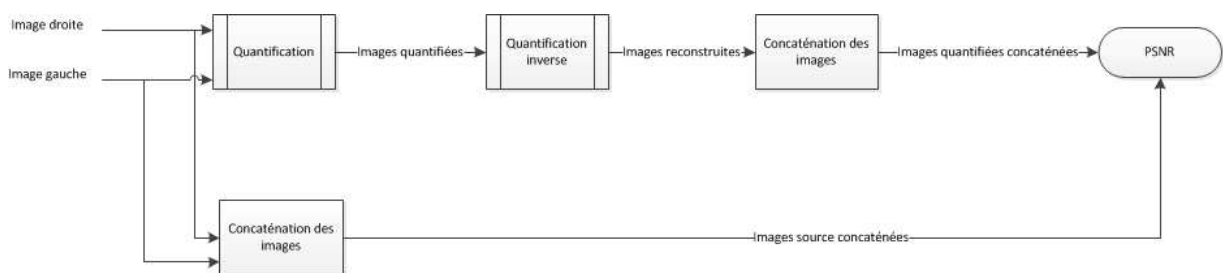 Image droite
Image gauche
Quantification
Images quantifiées
Quantification
inverse
Images reconstruites
Concaténation des
images
Images quantifiées concaténées
PSNR
Concaténation des
images
Images source concaténées